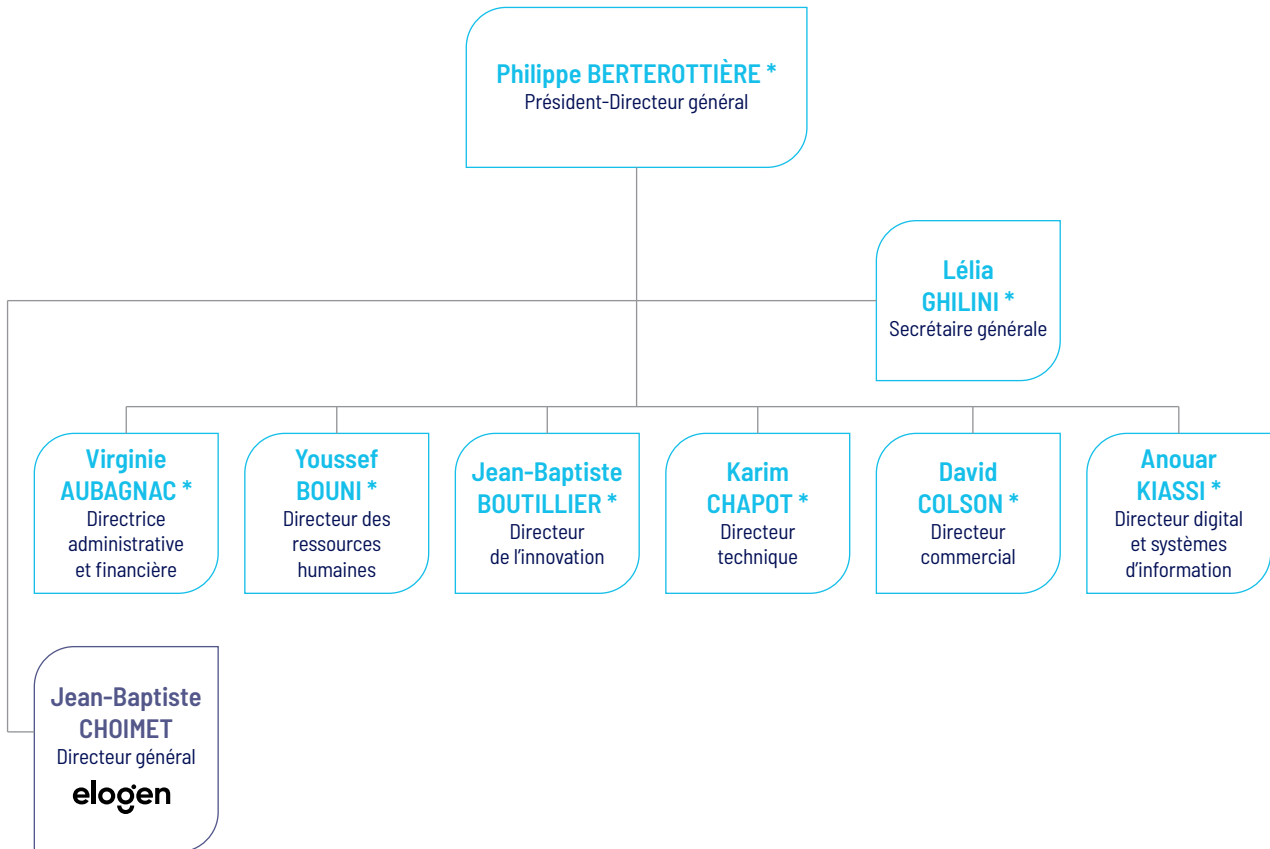 Philippe BERTEROTTIÈRE *
Président-Directeur général
Lélia
GHILINI *
Secrétaire générale
Virginie
AUBAGNAC *
Directrice
administrative
et financière
Youssef
BOUNI *
Directeur des
ressources
humaines
Jean-Baptiste
BOUTILLIER *
Directeur
de l'innovation
Karim
CHAPOT *
Directeur
technique
David
COLSON *
Directeur
commercial
Anouar
KIASSI *
Directeur digital
et systèmes
d'information
Jean-Baptiste
CHOIMET
Directeur général
elogen